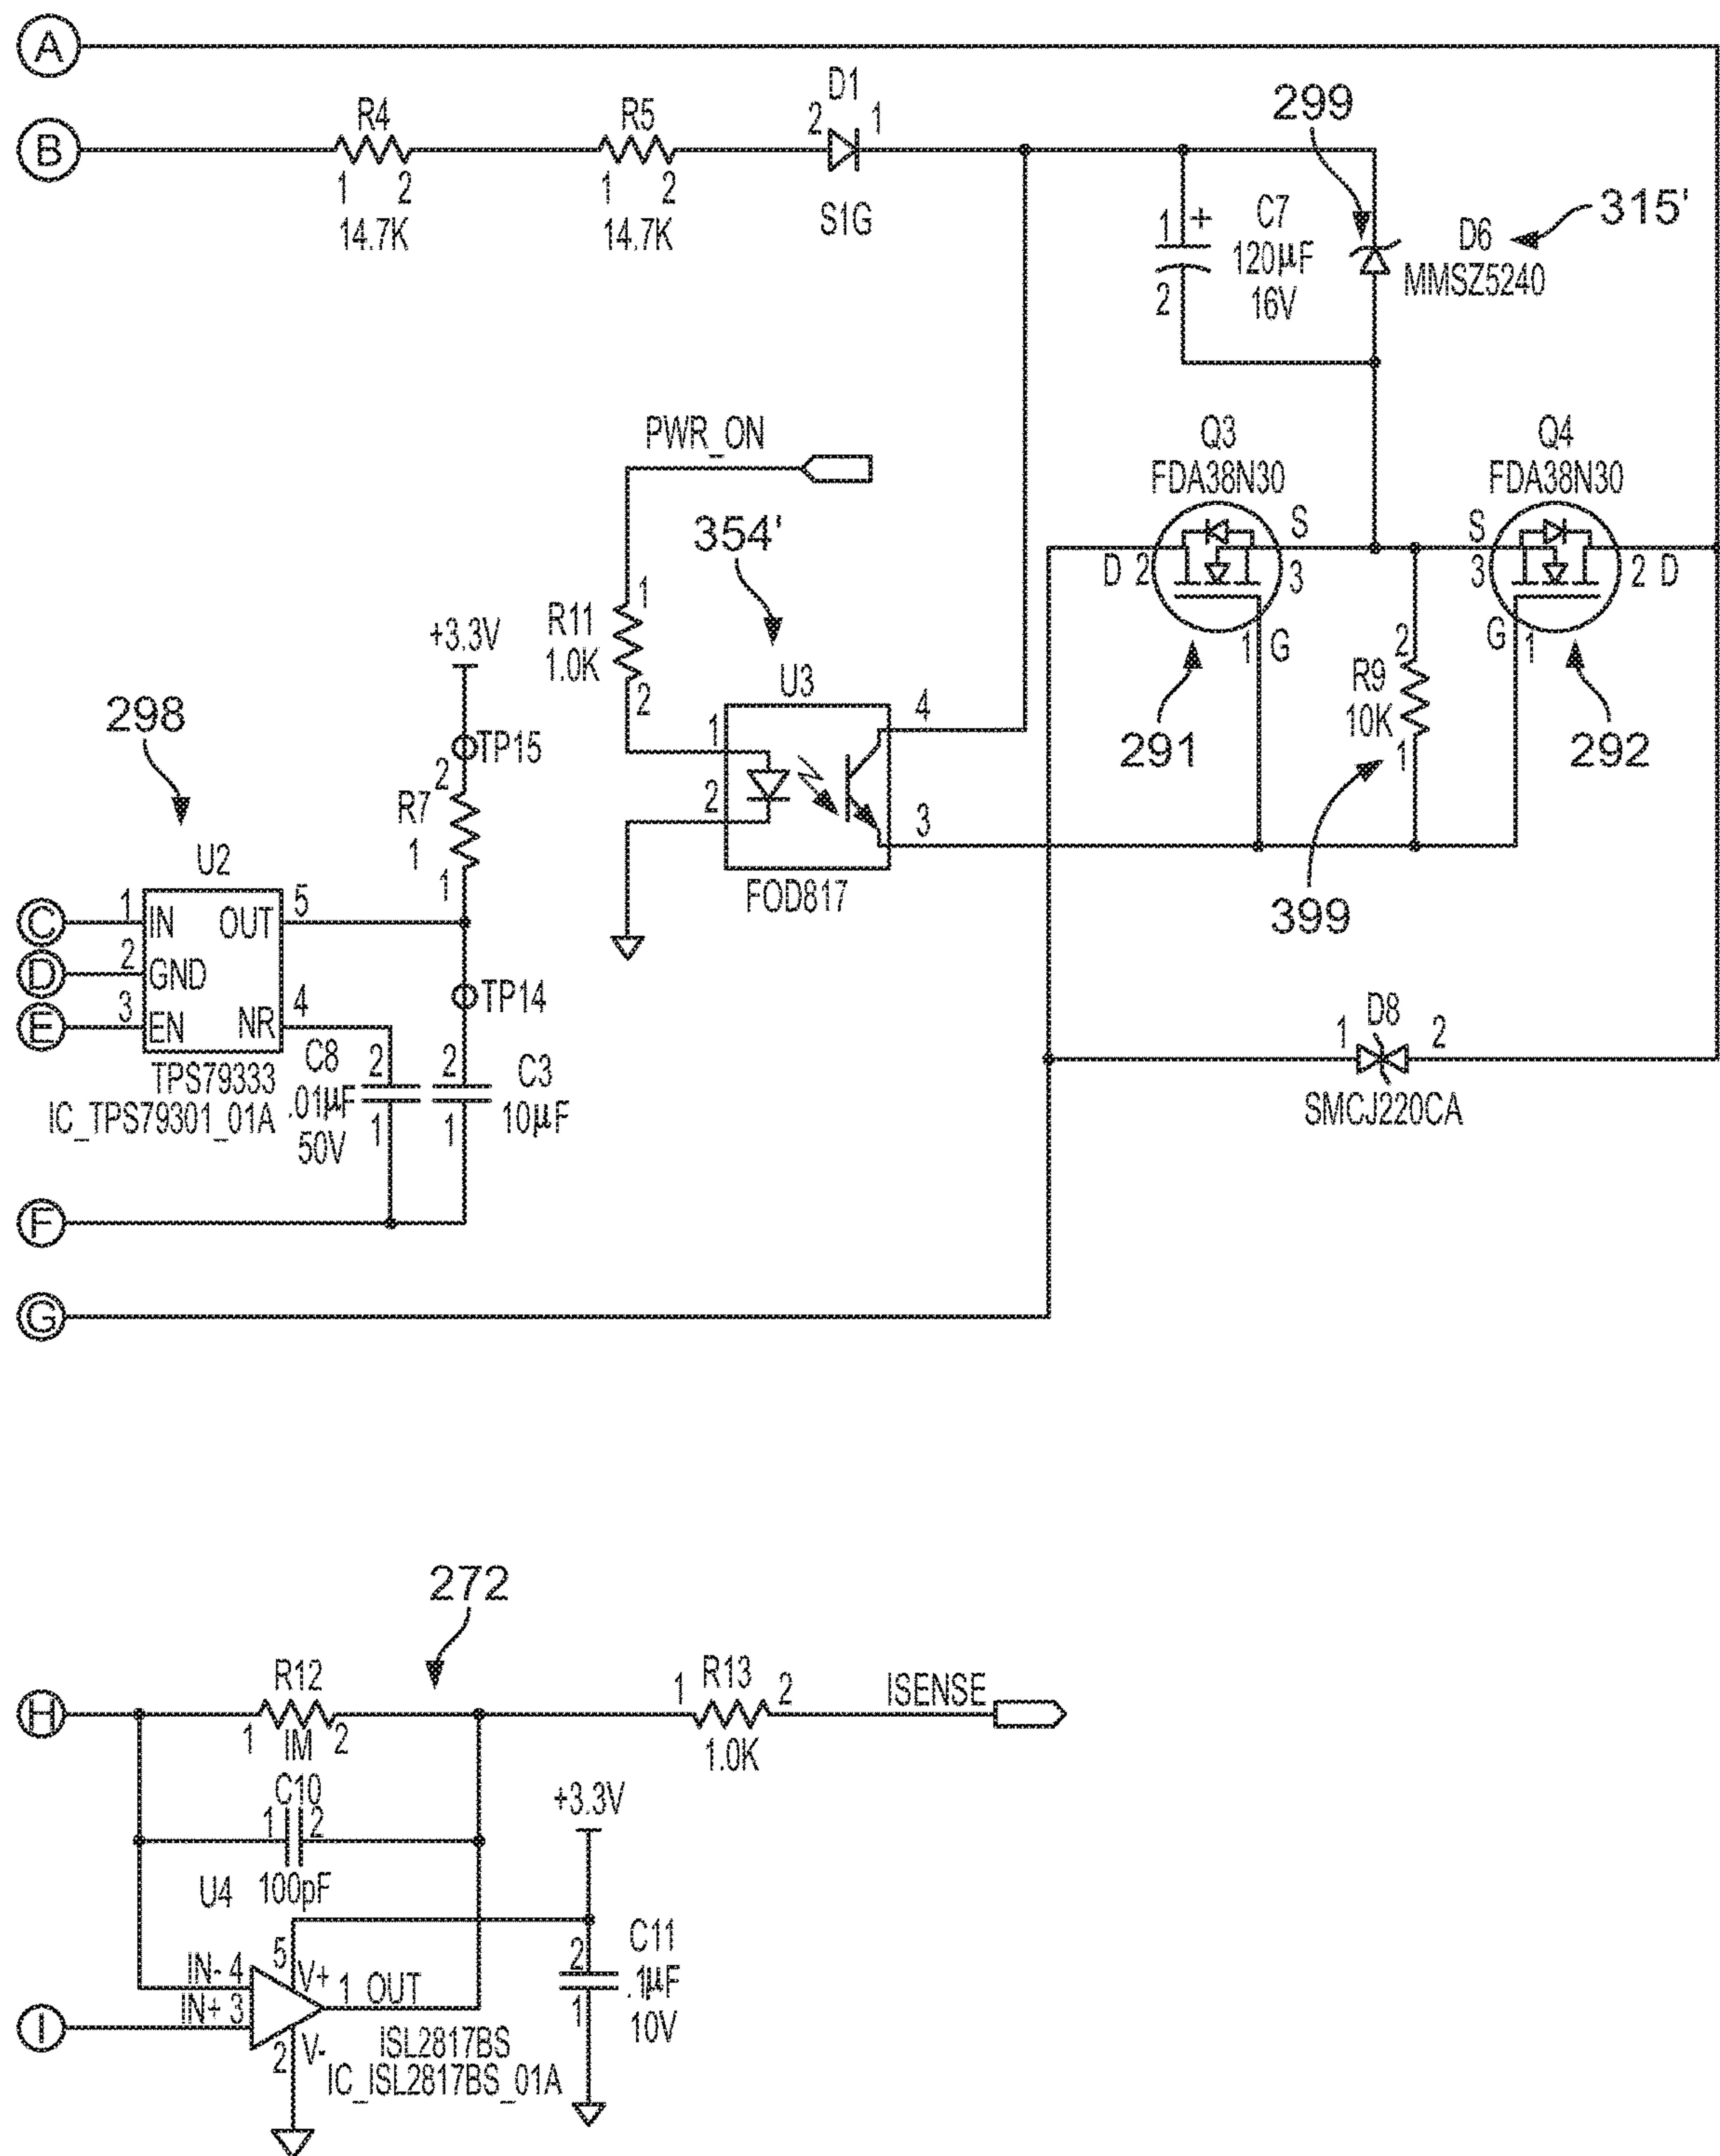 A
B
R4
1 2
14.7K
R5
1 2
14.7K
D1
2 1
S1G
299
1 +
2
C7
120µF
16V
D6
MMSZ5240
315'
PWR_ON
354'
R11
1.0K
1
2
U3
1
2
4
3
FOD817
Q3
FDA38N30
D 2
S
3
1 G
291
Q4
FDA38N30
S
3
2 D
G 1
292
R9
10K
2
1
399
+3.3V
TP15
2
R7
1
1
298
U2
C 1 IN OUT 5
D 2 GND
E 3 EN NR 4
TPS79333
IC_TPS79301_01A
TP14
C8
.01µF
50V
2
1
2
1
C3
10µF
1 D8 2
SMCJ220CA
F
G
272
H
R12
1 2
IM
C10
1 2
100pF
1 R13 2
1.0K
ISENSE
+3.3V
U4
IN- 4
IN+ 3
I
5
V+
1 OUT
2
V-
ISL2817BS
IC_ISL2817BS_01A
2
1
C11
.1µF
10V